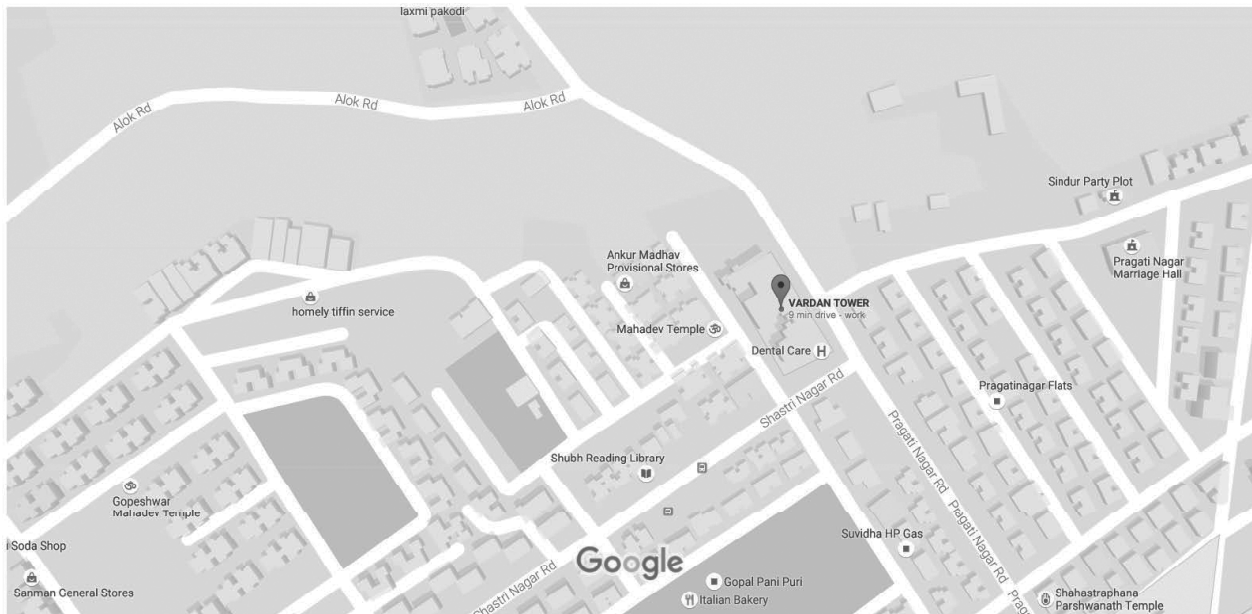 laxmi pakodi
Alok Rd
Alok Rd
Alok Rd
Sindur Party Plot
Ankur Madhav
Provisional Stores
Pragati Nagar
Marriage Hall
homely tiffin service
VARDAN TOWER
9 min drive - work
Mahadev Temple
Dental Care
Pragatinagar Flats
Shastri Nagar Rd
Pragati Nagar Rd
Shubh Reading Library
Gopeshwar
Mahadev Temple
Pragati Nagar Rd
Suvidha HP Gas
i Soda Shop
Google
Gopal Pani Puri
Sanman General Stores
Shastri Nagar Rd
Italian Bakery
Shahastraphana
Parshwanath Temple